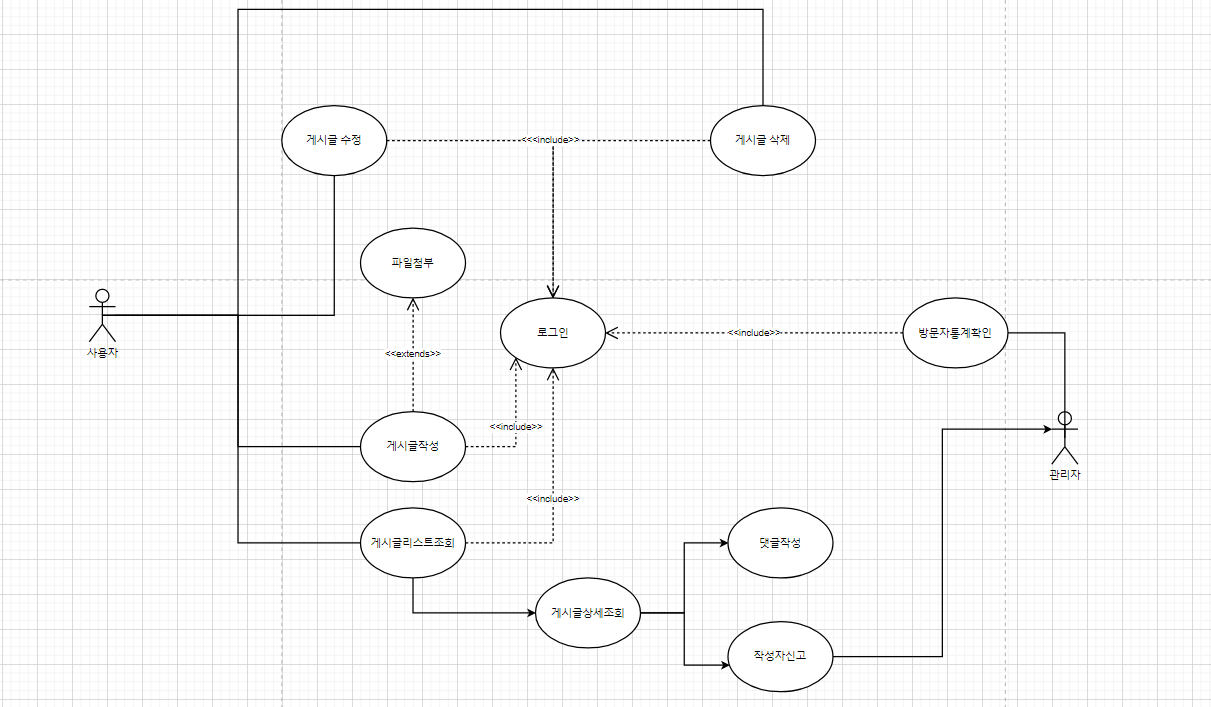 게시글 수정
<<<include>>
게시글 삭제
파일첨부
사용자
로그인
<<include>>
방문자통계확인
<<extends>>
게시글작성
<<include>>
관리자
<<include>>
게시글리스트조회
댓글작성
게시글상세조회
작성자신고